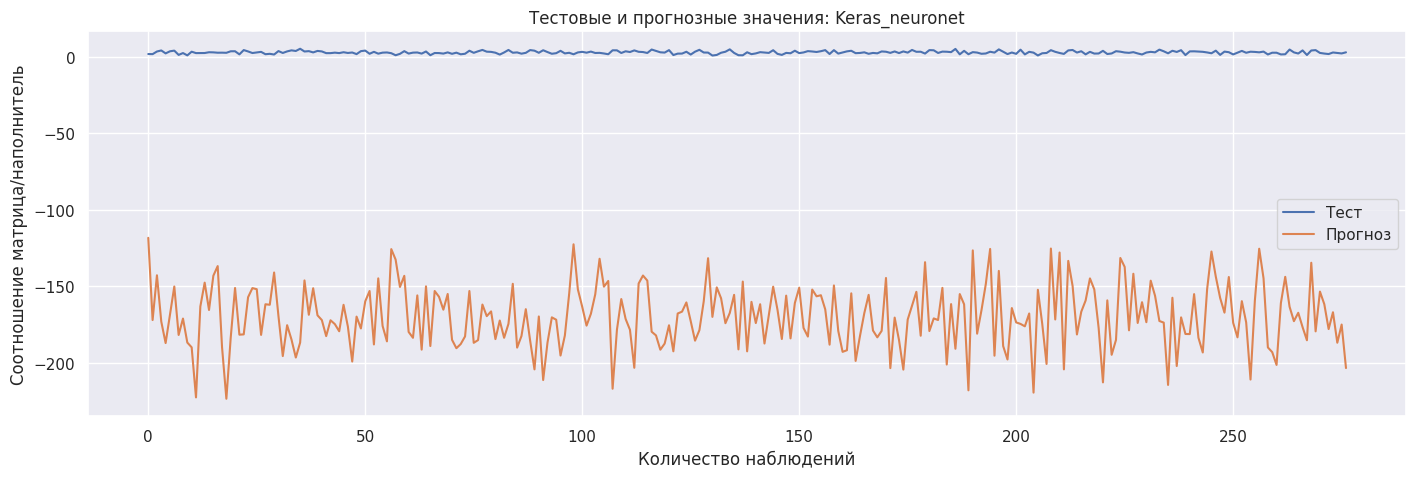 Тестовые и прогнозные значения: Keras_neuronet
Соотношение матрица/наполнитель
0
−50
−100
−150
−200
Тест
Прогноз
0
50
100
150
200
250
Количество наблюдений